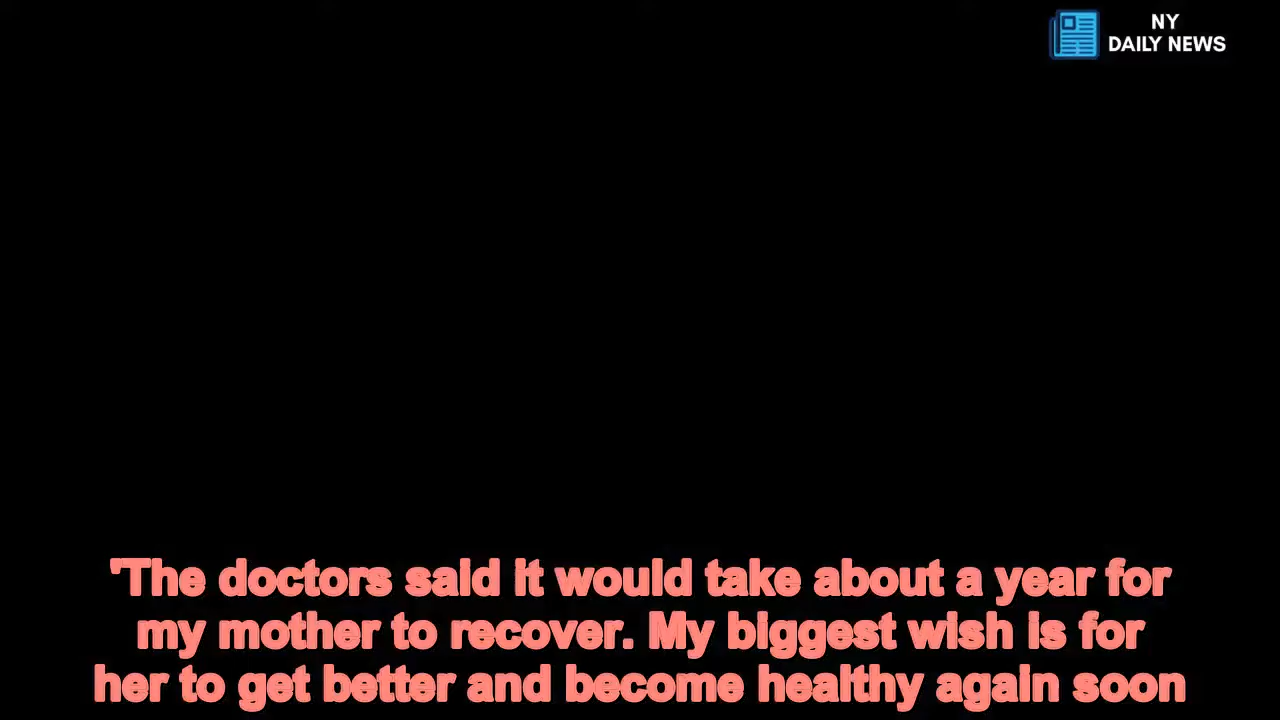 NY
DAILY NEWS
"The doctors said it would take about a year for
my mother to recover. My biggest wish is for
her to get better and become healthy again soon